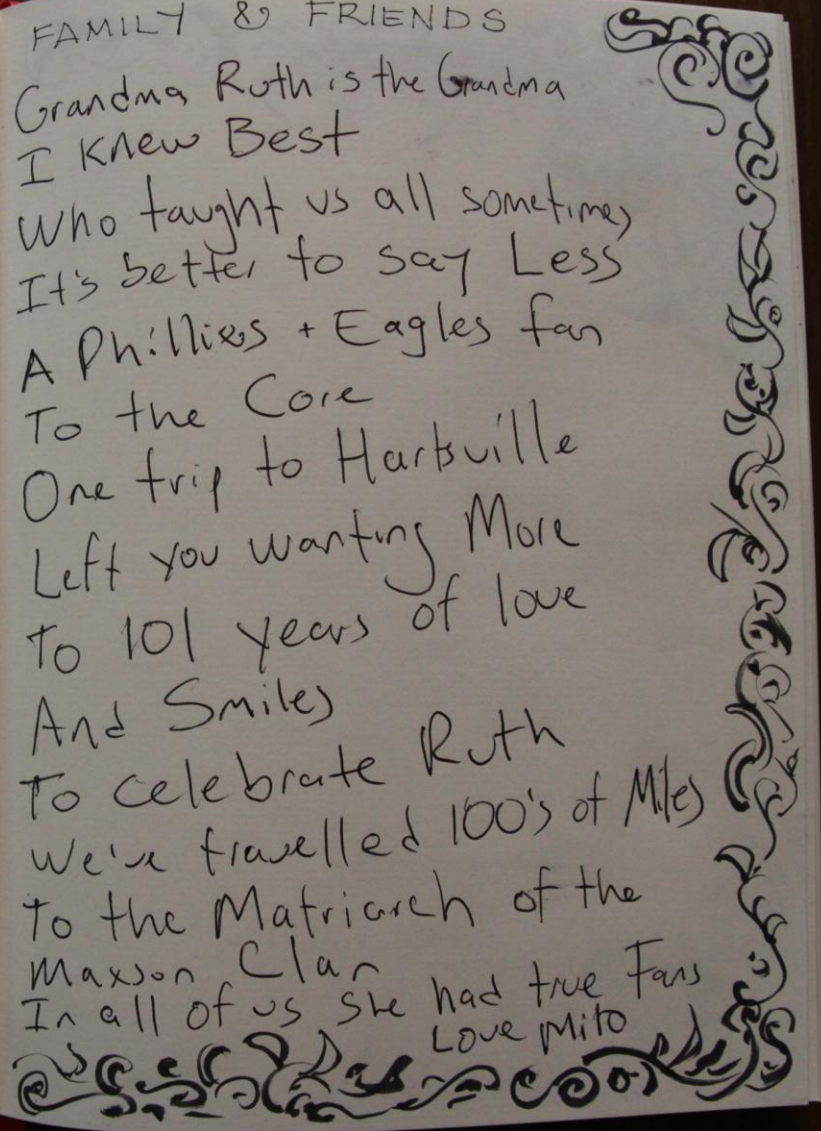 FAMILY & FRIENDS
Grandma Ruth is the Grandma
I Knew Best
Who taught us all sometimes
It's better to say Less
A Phillies + Eagles fan
To the Core
One trip to Hartsville
Left you wanting More
To 101 years of love
And Smiles
To celebrate Ruth
We've travelled 100's of Miles
To the Matriarch of the
Maxson Clan
In all of us she had true Fans
Love Mito